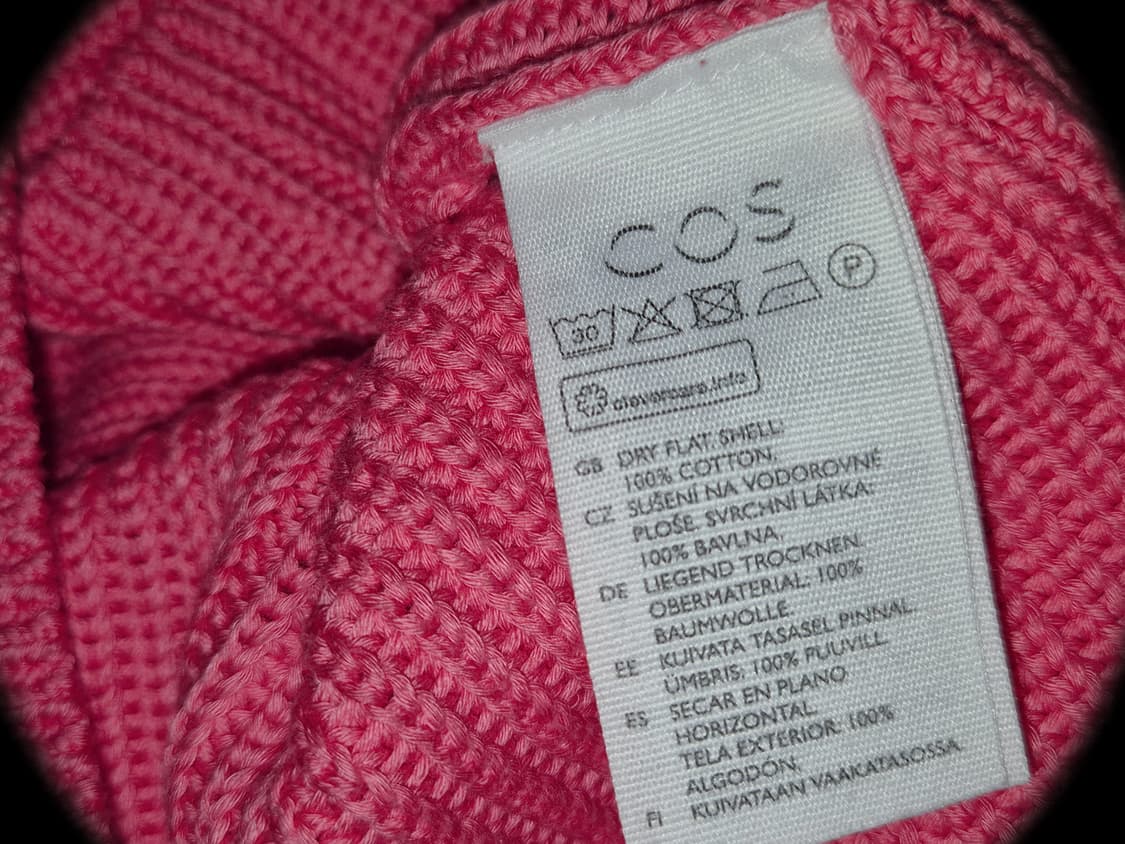 COS
30 P
clevercare.info
GB DRY FLAT. SHELL:
100% COTTON,
CZ SUŠENÍ NA VODOROVNÉ
PLOŠE. SVRCHNÍ LÁTKA:
100% BAVLNA,
DE LIEGEND TROCKNEN.
OBERMATERIAL: 100%
BAUMWOLLE
EE KUIVATA TASASEL PINNAL.
ÜMBRIS: 100% PUUVILL
ES SECAR EN PLANO
HORIZONTAL
TELA EXTERIOR: 100%
ALGODÓN,
FI KUIVATAAN VAAKATASOSSA